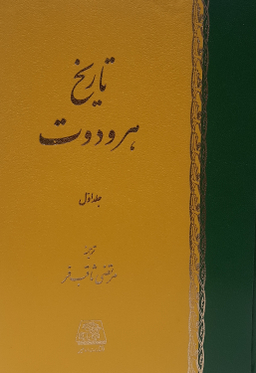 تاریخ
هرودوت
جلد اول
ترجمهٔ
مرتضی ثاقب‌فر